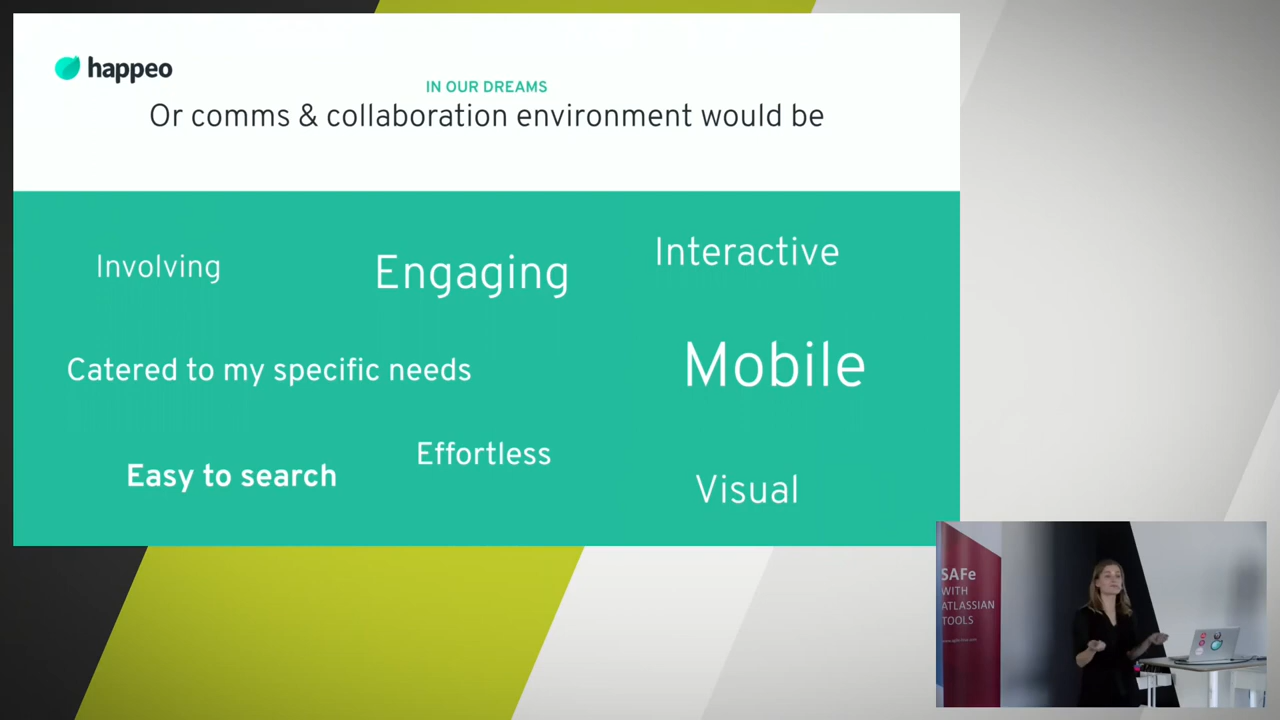 happeo
IN OUR DREAMS
Or comms & collaboration environment would be
Involving
Engaging
Interactive
Catered to my specific needs
Mobile
Easy to search
Effortless
Visual
SAFe
WITH
ATLASSIAN
TOOLS